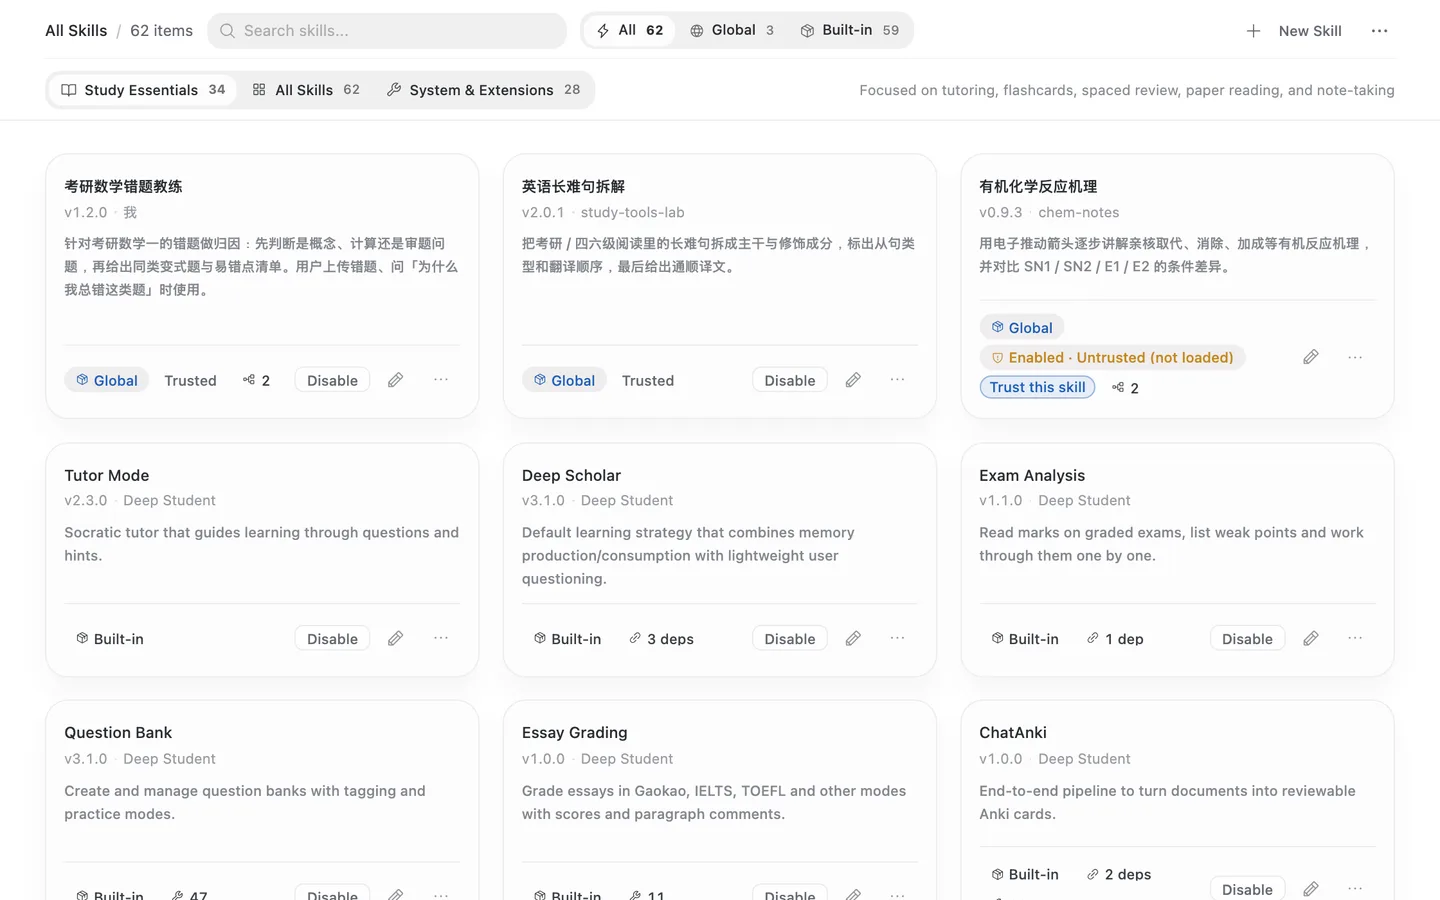 All Skills / 62 items
Search skills...
All 62
Global 3
Built-in 59
New Skill
Study Essentials 34
All Skills 62
System & Extensions 28
Focused on tutoring, flashcards, spaced review, paper reading, and note-taking
考研数学错题教练
v1.2.0 · 我
针对考研数学一的错题做归因：先判断是概念、计算还是审题问
题，再给出同类变式题与易错点清单。用户上传错题、问「为什么
我总错这类题」时使用。
Global Trusted 2 Disable
英语长难句拆解
v2.0.1 · study-tools-lab
把考研 / 四六级阅读里的长难句拆成主干与修饰成分，标出从句类
型和翻译顺序，最后给出通顺译文。
Global Trusted Disable
有机化学反应机理
v0.9.3 · chem-notes
用电子推动箭头逐步讲解亲核取代、消除、加成等有机反应机理，
并对比 SN1 / SN2 / E1 / E2 的条件差异。
Global
Enabled · Untrusted (not loaded)
Trust this skill 2
Tutor Mode
v2.3.0 · Deep Student
Socratic tutor that guides learning through questions and
hints.
Built-in Disable
Deep Scholar
v3.1.0 · Deep Student
Default learning strategy that combines memory
production/consumption with lightweight user
questioning.
Built-in 3 deps Disable
Exam Analysis
v1.1.0 · Deep Student
Read marks on graded exams, list weak points and work
through them one by one.
Built-in 1 dep Disable
Question Bank
v3.1.0 · Deep Student
Create and manage question banks with tagging and
practice modes.
Built-in 47 Disable
Essay Grading
v1.0.0 · Deep Student
Grade essays in Gaokao, IELTS, TOEFL and other modes
with scores and paragraph comments.
Built-in 11 Disable
ChatAnki
v1.0.0 · Deep Student
End-to-end pipeline to turn documents into reviewable
Anki cards.
Built-in 2 deps
Disable